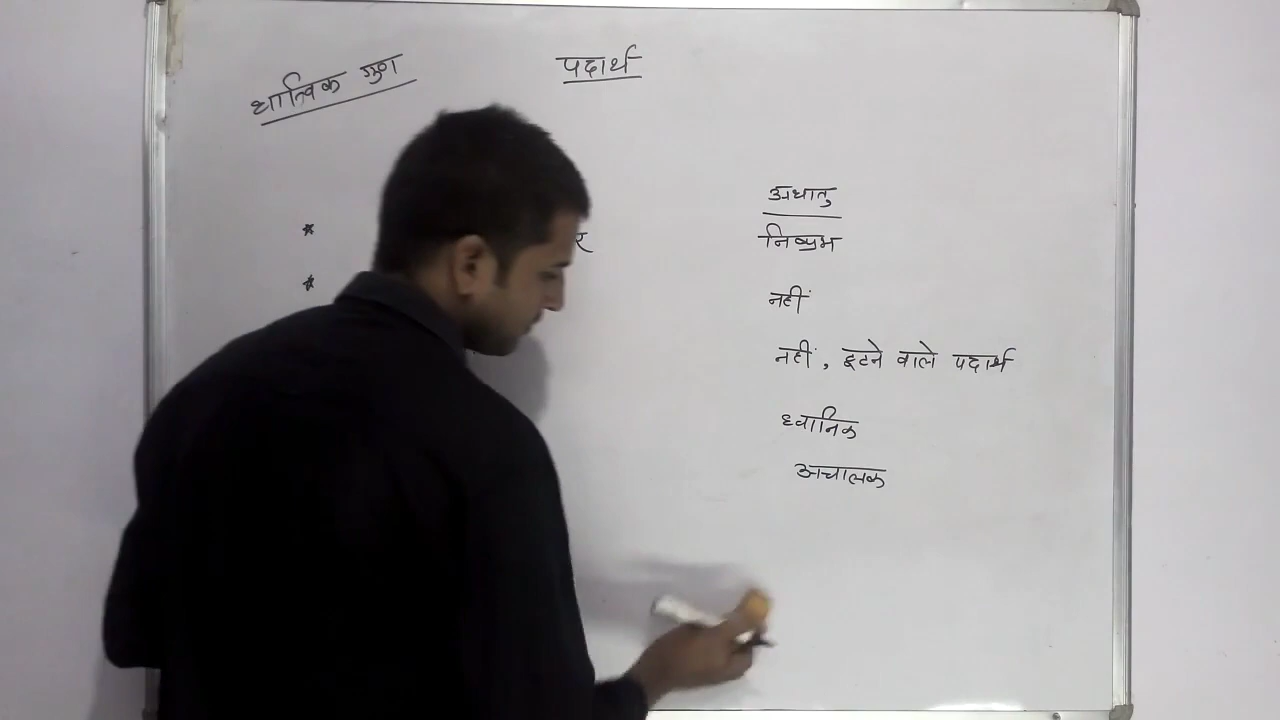 धात्विक गुण
पदार्थ
अधातु
* र निष्प्रभ
* नहीं
नहीं , टूटने वाले पदार्थ
ध्वानिक
अचालक